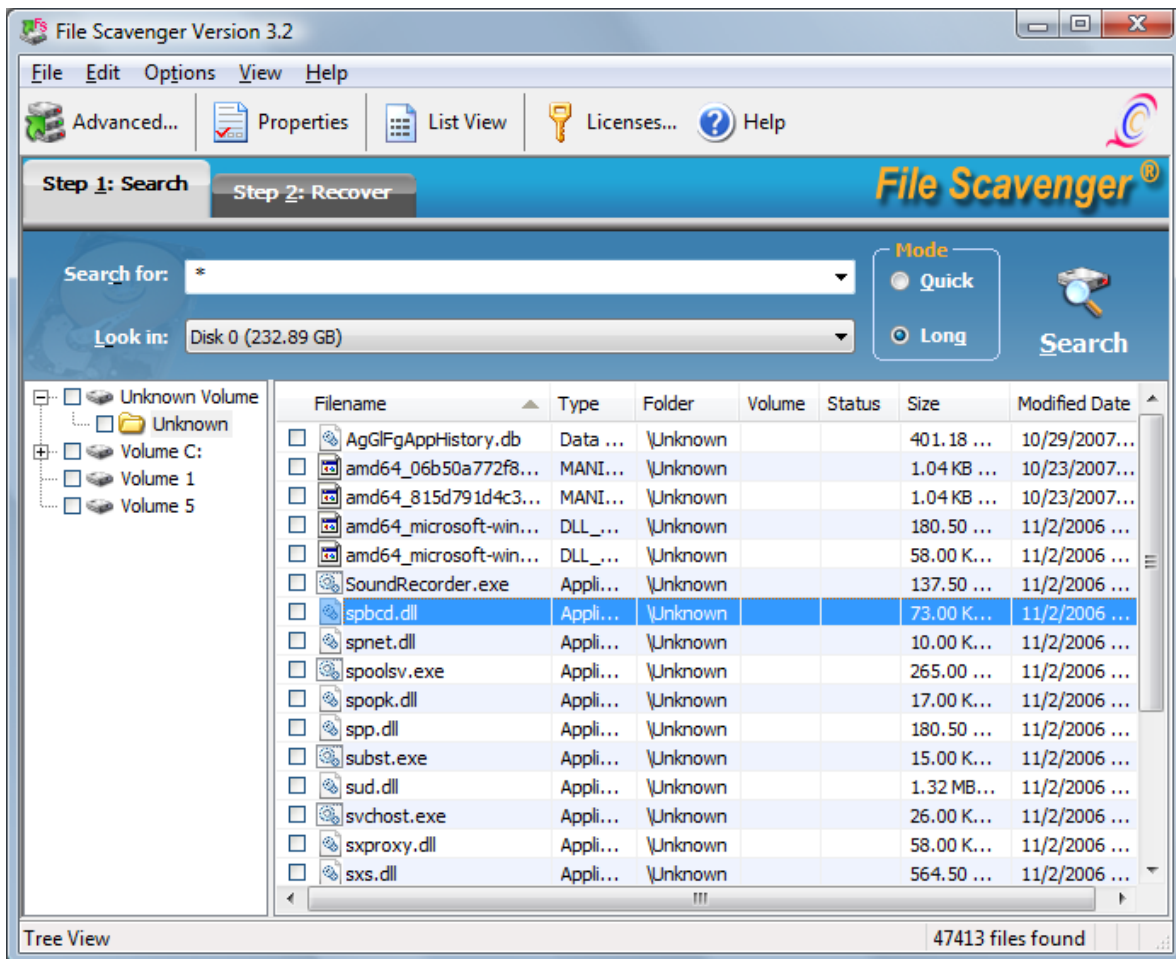 File Scavenger Version 3.2
File Edit Options View Help
Advanced... Properties List View Licenses... Help
Step 1: Search Step 2: Recover File Scavenger ®
Mode
Search for: * Quick
Look in: Disk 0 (232.89 GB) Long Search
Unknown Volume
Unknown
Volume C:
Volume 1
Volume 5
Filename Type Folder Volume Status Size Modified Date
AgGlFgAppHistory.db Data ... \Unknown 401.18 ... 10/29/2007...
amd64_06b50a772f8... MANI... \Unknown 1.04 KB ... 10/23/2007...
amd64_815d791d4c3... MANI... \Unknown 1.04 KB ... 10/23/2007...
amd64_microsoft-win... DLL_... \Unknown 180.50 ... 11/2/2006 ...
amd64_microsoft-win... DLL_... \Unknown 58.00 K... 11/2/2006 ...
SoundRecorder.exe Appli... \Unknown 137.50 ... 11/2/2006 ...
spbcd.dll Appli... \Unknown 73.00 K... 11/2/2006 ...
spnet.dll Appli... \Unknown 10.00 K... 11/2/2006 ...
spoolsv.exe Appli... \Unknown 265.00 ... 11/2/2006 ...
spopk.dll Appli... \Unknown 17.00 K... 11/2/2006 ...
spp.dll Appli... \Unknown 180.50 ... 11/2/2006 ...
subst.exe Appli... \Unknown 15.00 K... 11/2/2006 ...
sud.dll Appli... \Unknown 1.32 MB... 11/2/2006 ...
svchost.exe Appli... \Unknown 26.00 K... 11/2/2006 ...
sxproxy.dll Appli... \Unknown 58.00 K... 11/2/2006 ...
sxs.dll Appli... \Unknown 564.50 ... 11/2/2006 ...
Tree View 47413 files found